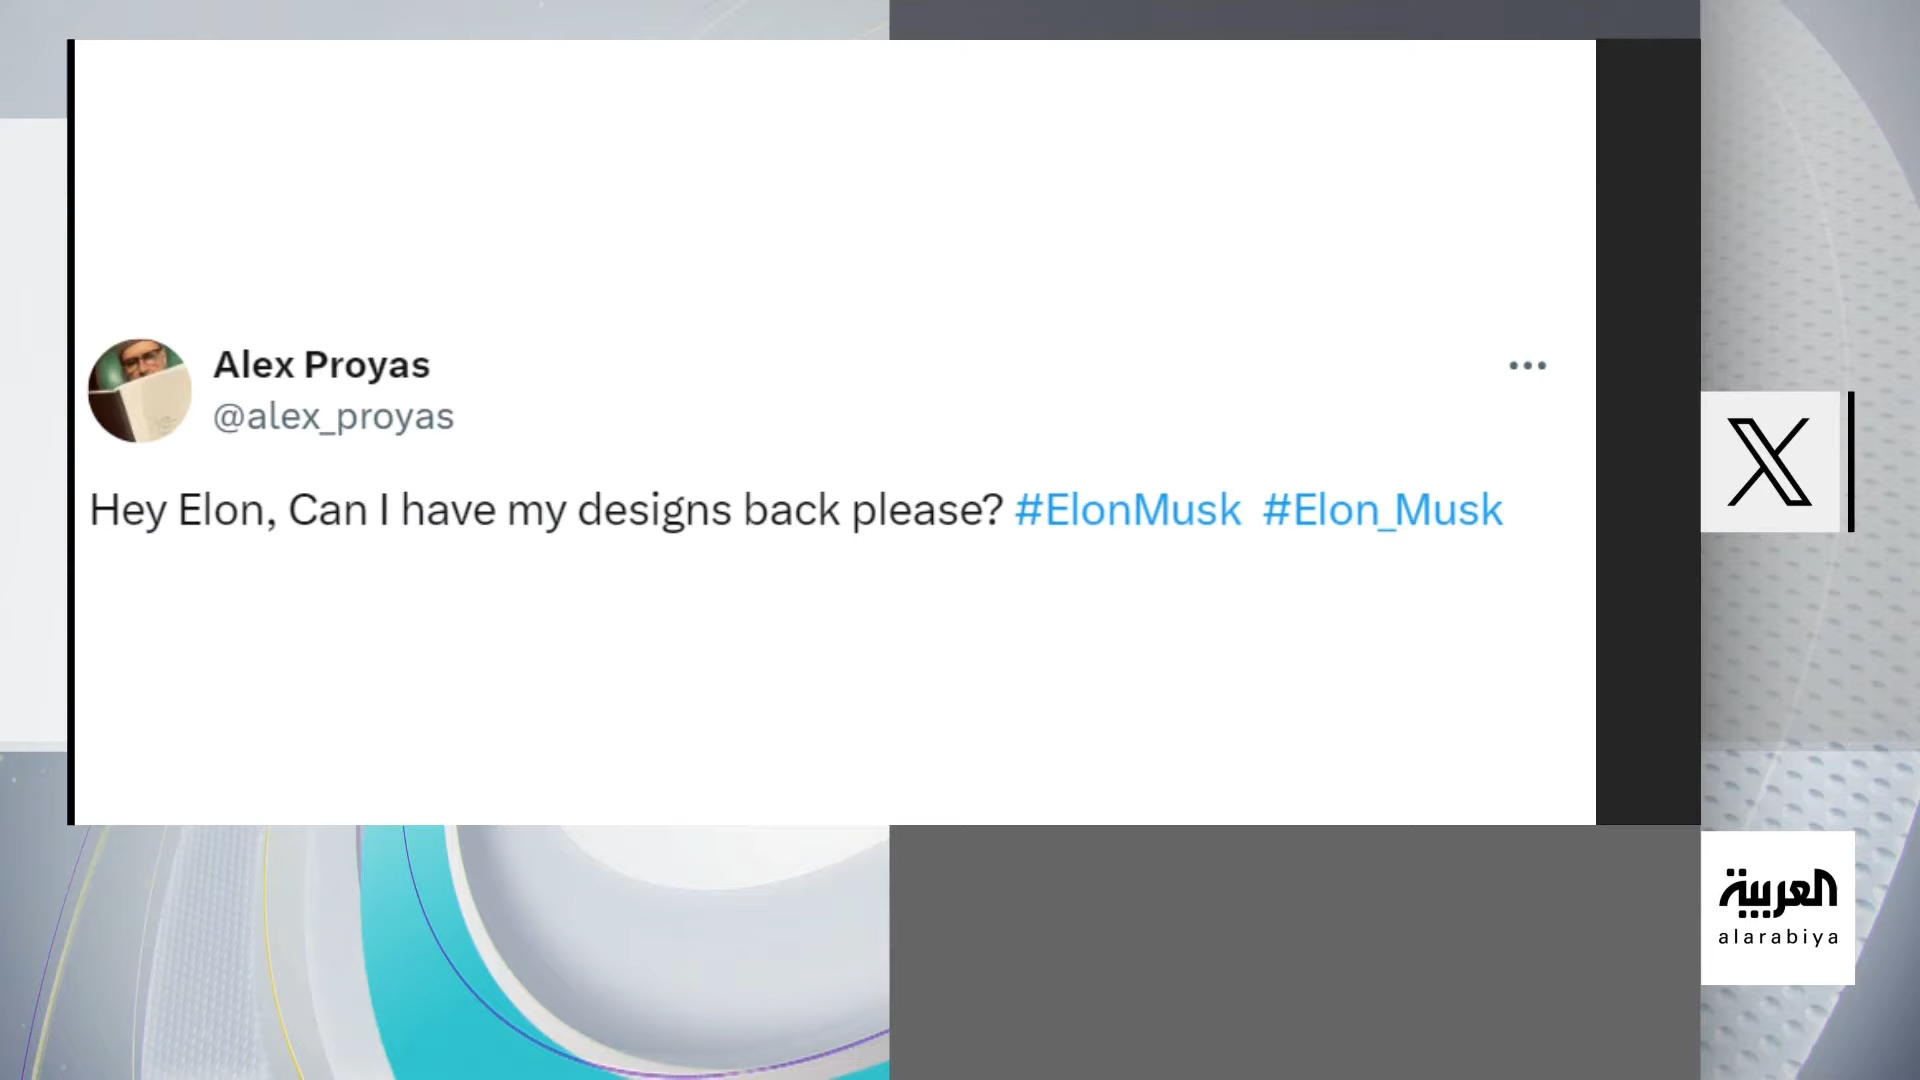 Alex Proyas
@alex_proyas
Hey Elon, Can I have my designs back please? #ElonMusk #Elon_Musk
العربية
alarabiya